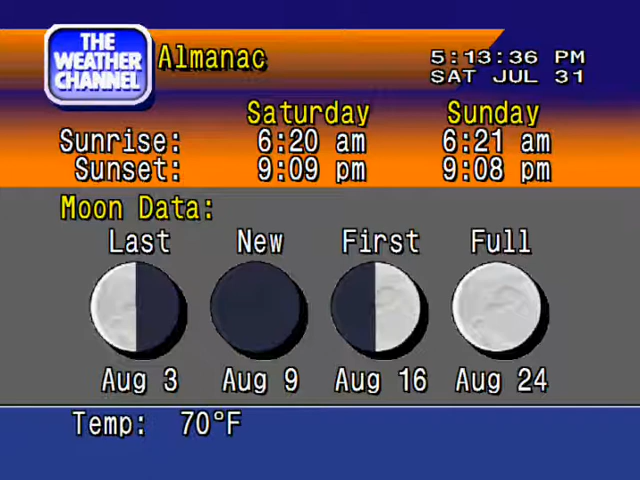 THE
WEATHER
CHANNEL
Almanac
5:13:36 PM
SAT JUL 31
Saturday Sunday
Sunrise: 6:20 am 6:21 am
Sunset: 9:09 pm 9:08 pm
Moon Data:
Last New First Full
Aug 3 Aug 9 Aug 16 Aug 24
Temp: 70°F